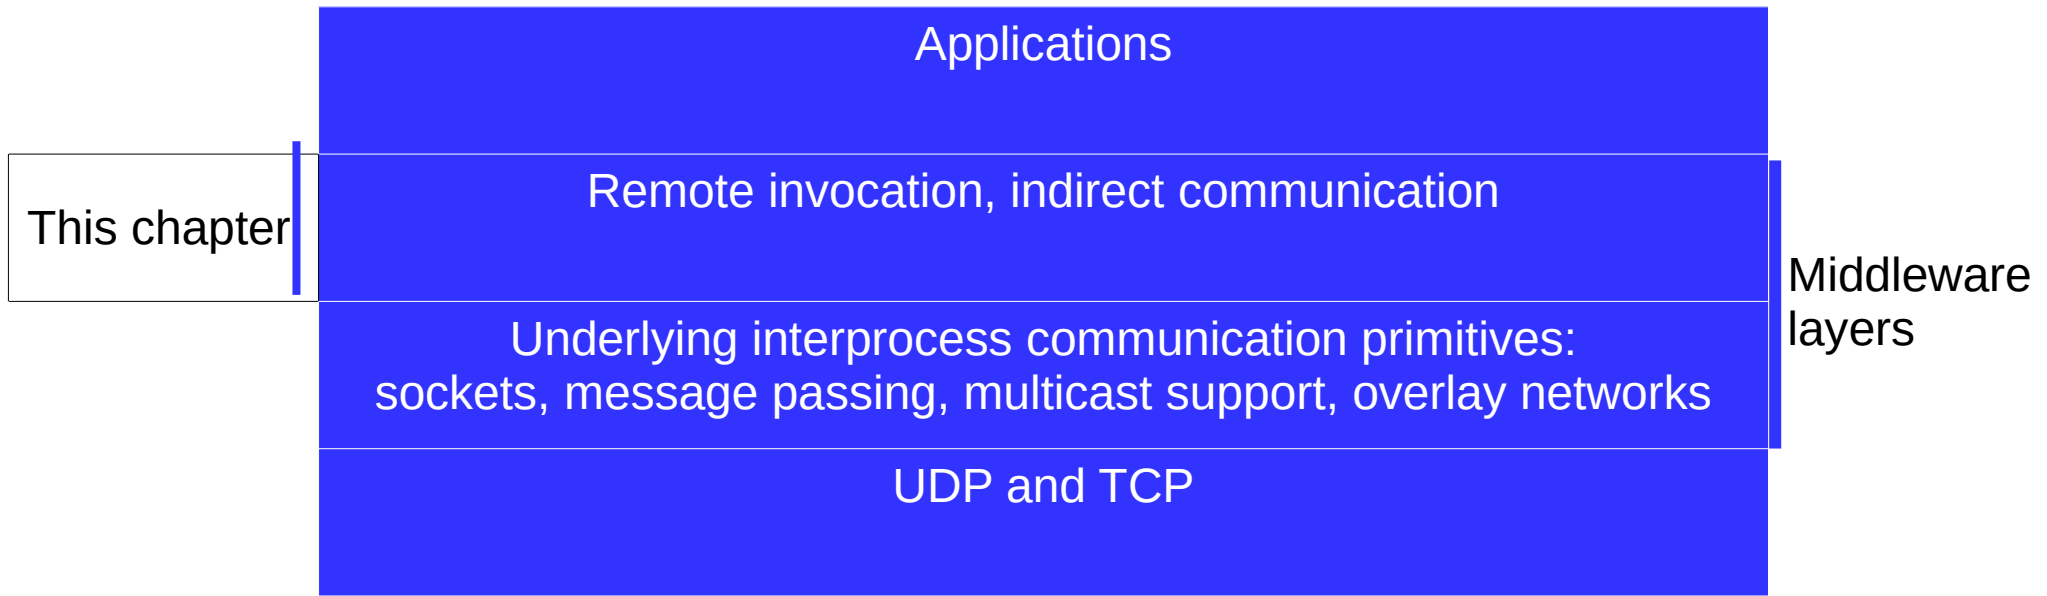 Applications
This chapter
Remote invocation, indirect communication
Middleware
layers
Underlying interprocess communication primitives:
sockets, message passing, multicast support, overlay networks
UDP and TCP